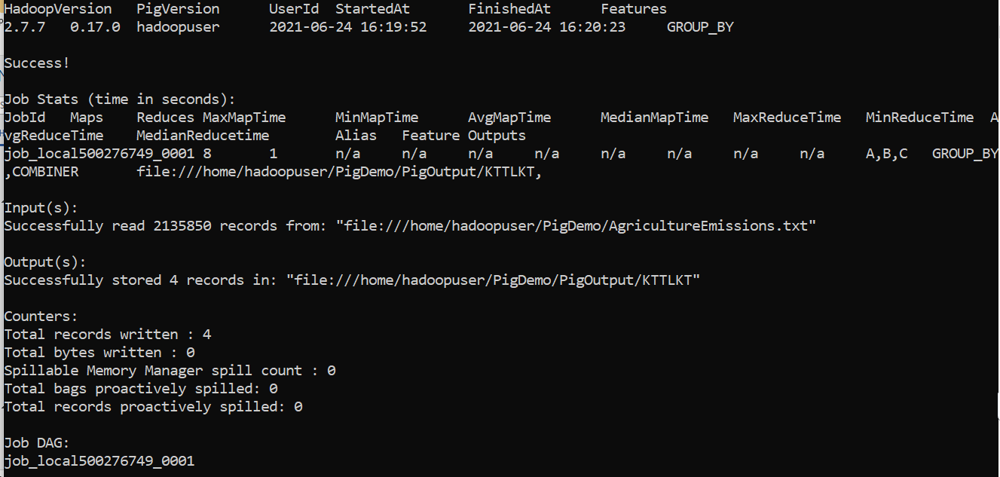 HadoopVersion PigVersion UserId StartedAt FinishedAt Features
2.7.7 0.17.0 hadoopuser 2021-06-24 16:19:52 2021-06-24 16:20:23 GROUP_BY
Success!
Job Stats (time in seconds):
JobId Maps Reduces MaxMapTime MinMapTime AvgMapTime MedianMapTime MaxReduceTime MinReduceTime A
vgReduceTime MedianReducetime Alias Feature Outputs
job_local500276749_0001 8 1 n/a n/a n/a n/a n/a n/a n/a n/a A,B,C GROUP_BY
,COMBINER file:///home/hadoopuser/PigDemo/PigOutput/KTTLKT,
Input(s):
Successfully read 2135850 records from: "file:///home/hadoopuser/PigDemo/AgricultureEmissions.txt"
Output(s):
Successfully stored 4 records in: "file:///home/hadoopuser/PigDemo/PigOutput/KTTLKT"
Counters:
Total records written : 4
Total bytes written : 0
Spillable Memory Manager spill count : 0
Total bags proactively spilled: 0
Total records proactively spilled: 0
Job DAG:
job_local500276749_0001